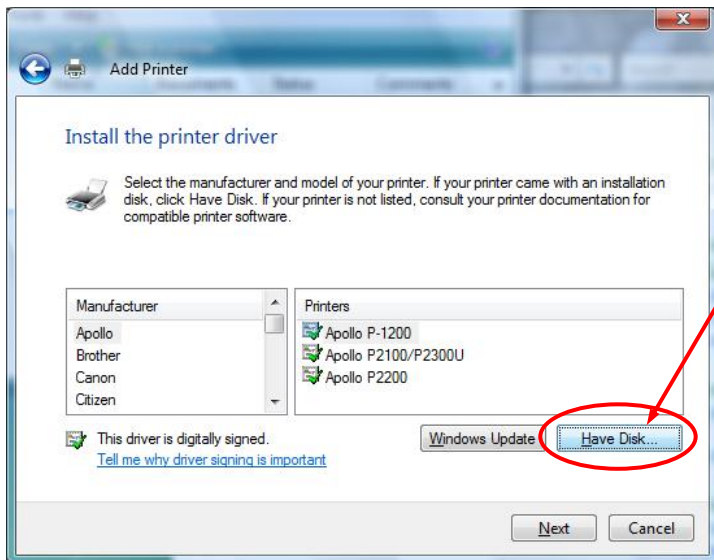 Add Printer
Install the printer driver
Select the manufacturer and model of your printer. If your printer came with an installation
disk, click Have Disk. If your printer is not listed, consult your printer documentation for
compatible printer software.
Manufacturer
Apollo
Brother
Canon
Citizen
Printers
Apollo P-1200
Apollo P2100/P2300U
Apollo P2200
This driver is digitally signed.
Tell me why driver signing is important
Windows Update
Have Disk...
Next
Cancel